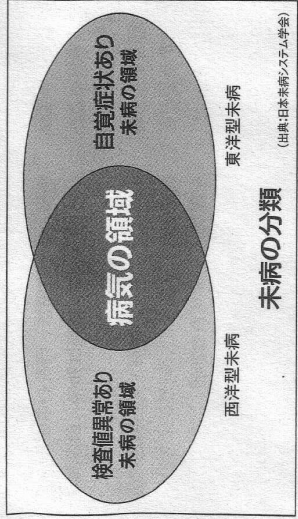 検査値異常あり
未病の領域
病気の領域
自覚症状あり
未病の領域
西洋型未病
東洋型未病
未病の分類
（出典：日本未病システム学会）